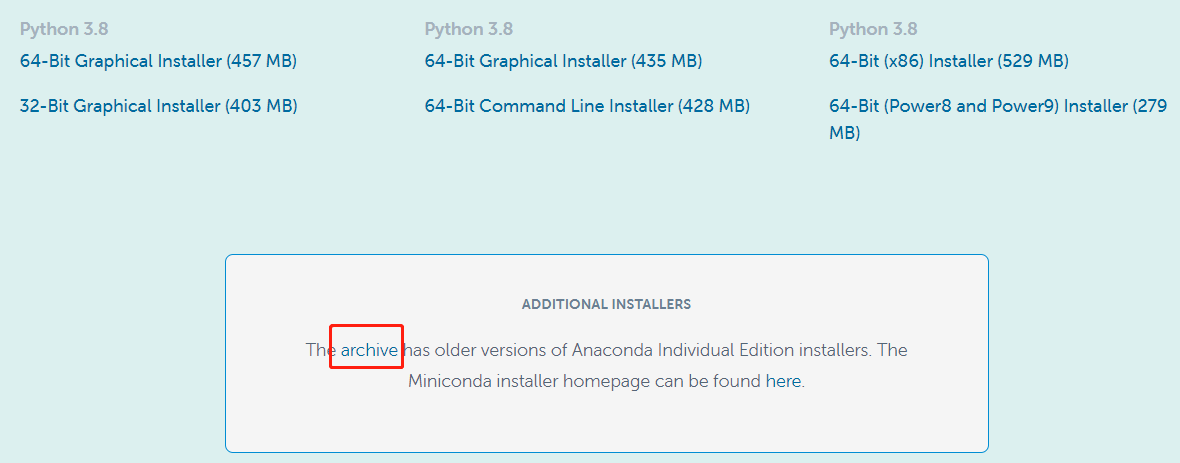 Python 3.8
64-Bit Graphical Installer (457 MB)
32-Bit Graphical Installer (403 MB)
Python 3.8
64-Bit Graphical Installer (435 MB)
64-Bit Command Line Installer (428 MB)
Python 3.8
64-Bit (x86) Installer (529 MB)
64-Bit (Power8 and Power9) Installer (279
MB)
ADDITIONAL INSTALLERS
The archive has older versions of Anaconda Individual Edition installers. The
Miniconda installer homepage can be found here.